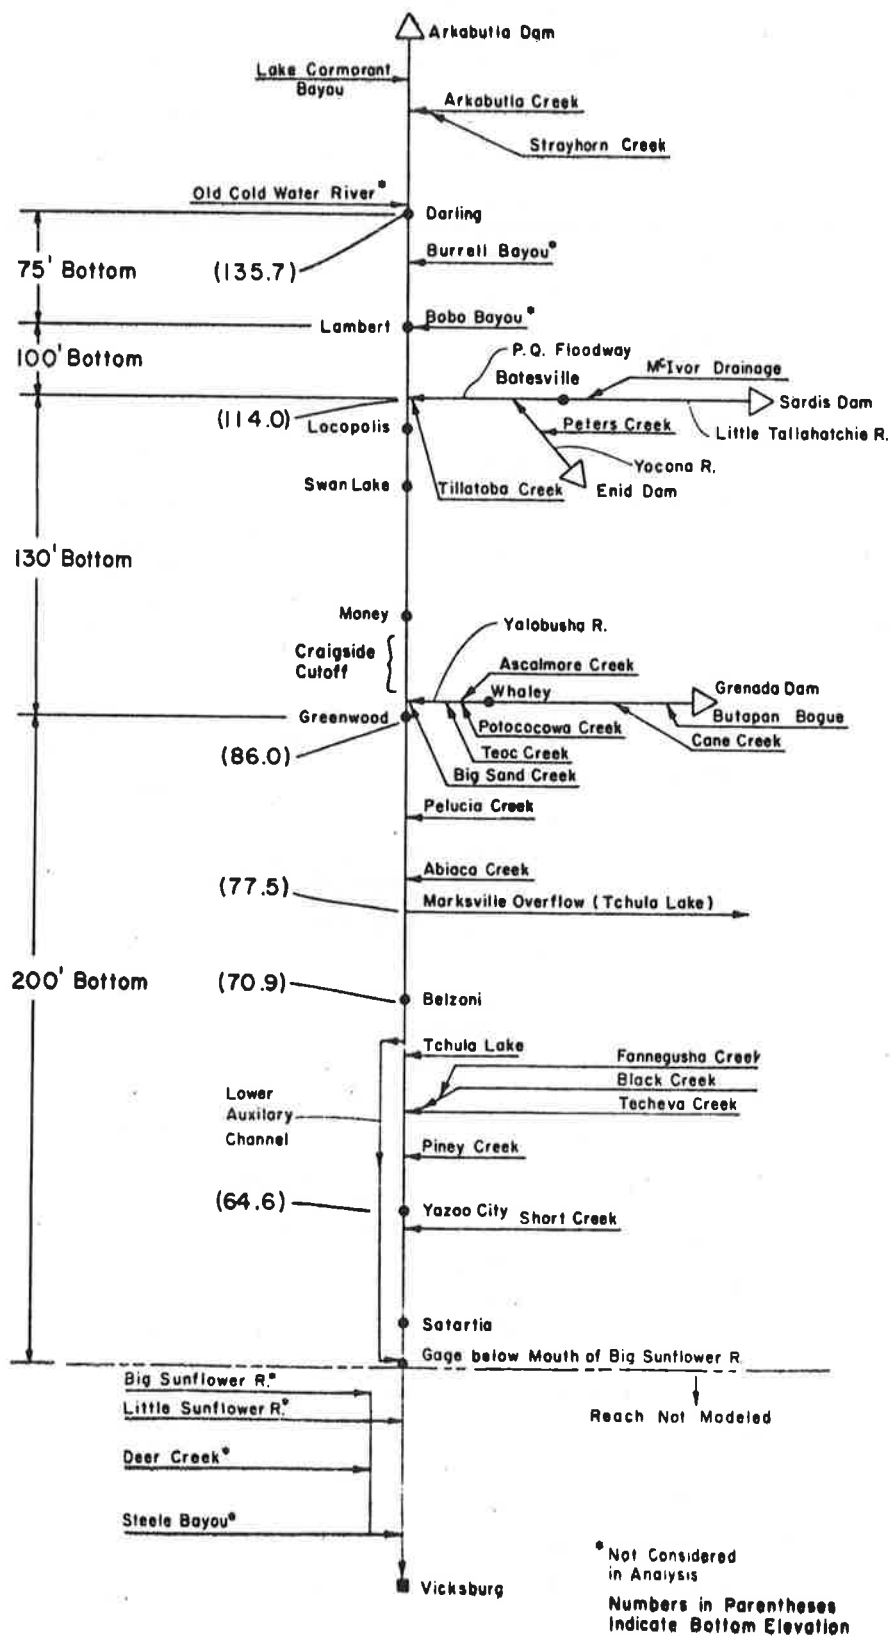 Arkabutla Dam
Lake Cormorant
Bayou
Arkabutla Creek
Strayhorn Creek
Old Cold Water River*
Darling
Burrell Bayou*
75' Bottom
(135.7)
Lambert
Bobo Bayou*
100' Bottom
P.Q. Floodway
Batesville
McIvor Drainage
Sardis Dam
(114.0)
Locopolis
Peters Creek
Little Tallahatchie R.
Yocona R.
Swan Lake
Tillatoba Creek
Enid Dam
130' Bottom
Money
Yalobusha R.
Craigside
Cutoff
Ascalmore Creek
Whaley
Grenada Dam
Greenwood
Butapan Bogue
Potococowa Creek
Cane Creek
(86.0)
Teoc Creek
Big Sand Creek
Pelucia Creek
Abiaca Creek
(77.5)
Marksville Overflow (Tchula Lake)
200' Bottom
(70.9)
Belzoni
Tchula Lake
Fannegusha Creek
Black Creek
Techeva Creek
Lower
Auxilary
Channel
Piney Creek
(64.6)
Yazoo City
Short Creek
Satartia
Gage below Mouth of Big Sunflower R.
Big Sunflower R.*
Little Sunflower R.*
Reach Not Modeled
Deer Creek*
Steele Bayou*
*Not Considered
in Analysis
Vicksburg
Numbers in Parentheses
Indicate Bottom Elevation